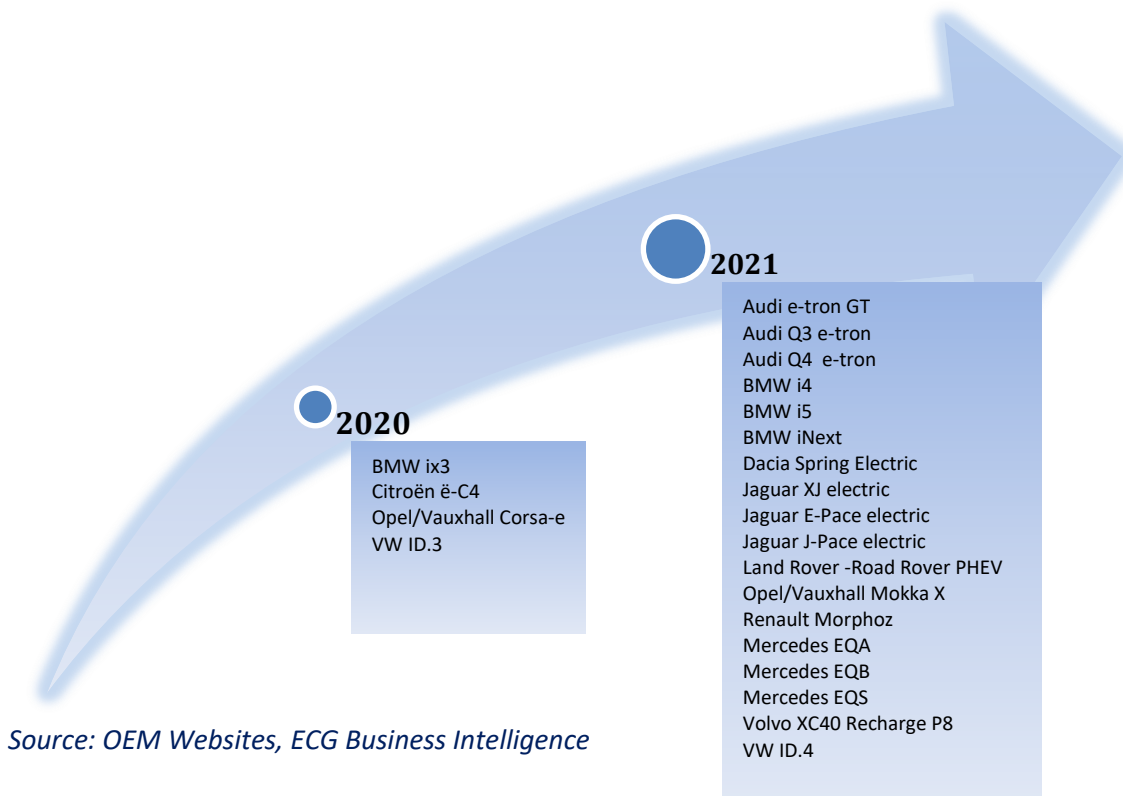 2020
BMW ix3
Citroën ë-C4
Opel/Vauxhall Corsa-e
VW ID.3
2021
Audi e-tron GT
Audi Q3 e-tron
Audi Q4 e-tron
BMW i4
BMW i5
BMW iNext
Dacia Spring Electric
Jaguar XJ electric
Jaguar E-Pace electric
Jaguar J-Pace electric
Land Rover -Road Rover PHEV
Opel/Vauxhall Mokka X
Renault Morphoz
Mercedes EQA
Mercedes EQB
Mercedes EQS
Volvo XC40 Recharge P8
VW ID.4
Source: OEM Websites, ECG Business Intelligence